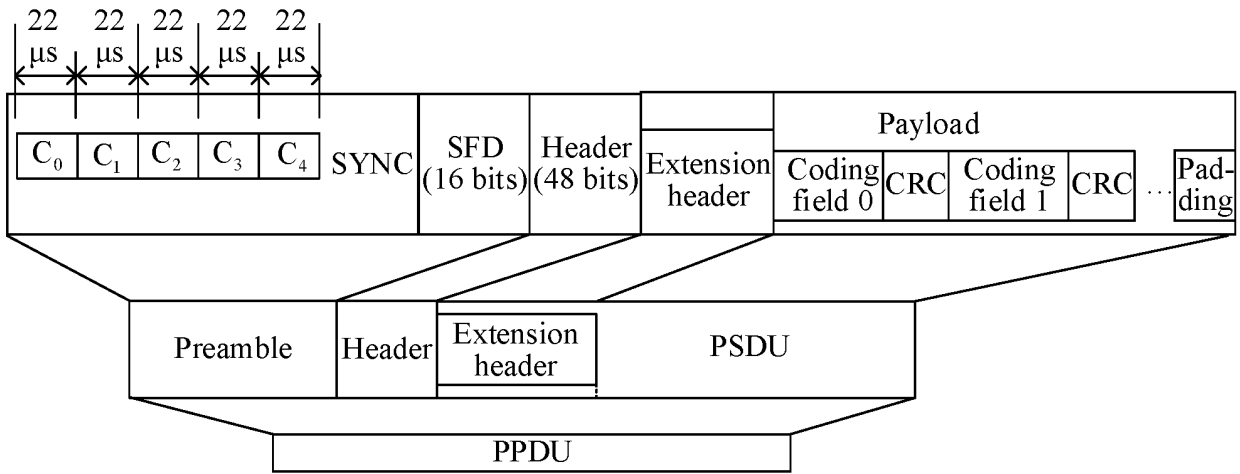 22 22 22 22 22
μs μs μs μs μs
C0 C1 C2 C3 C4
SYNC
SFD
(16 bits)
Header
(48 bits)
Extension
header
Payload
Coding
field 0
CRC
Coding
field 1
CRC
...
Pad-
ding
Preamble
Header
Extension
header
PSDU
PPDU